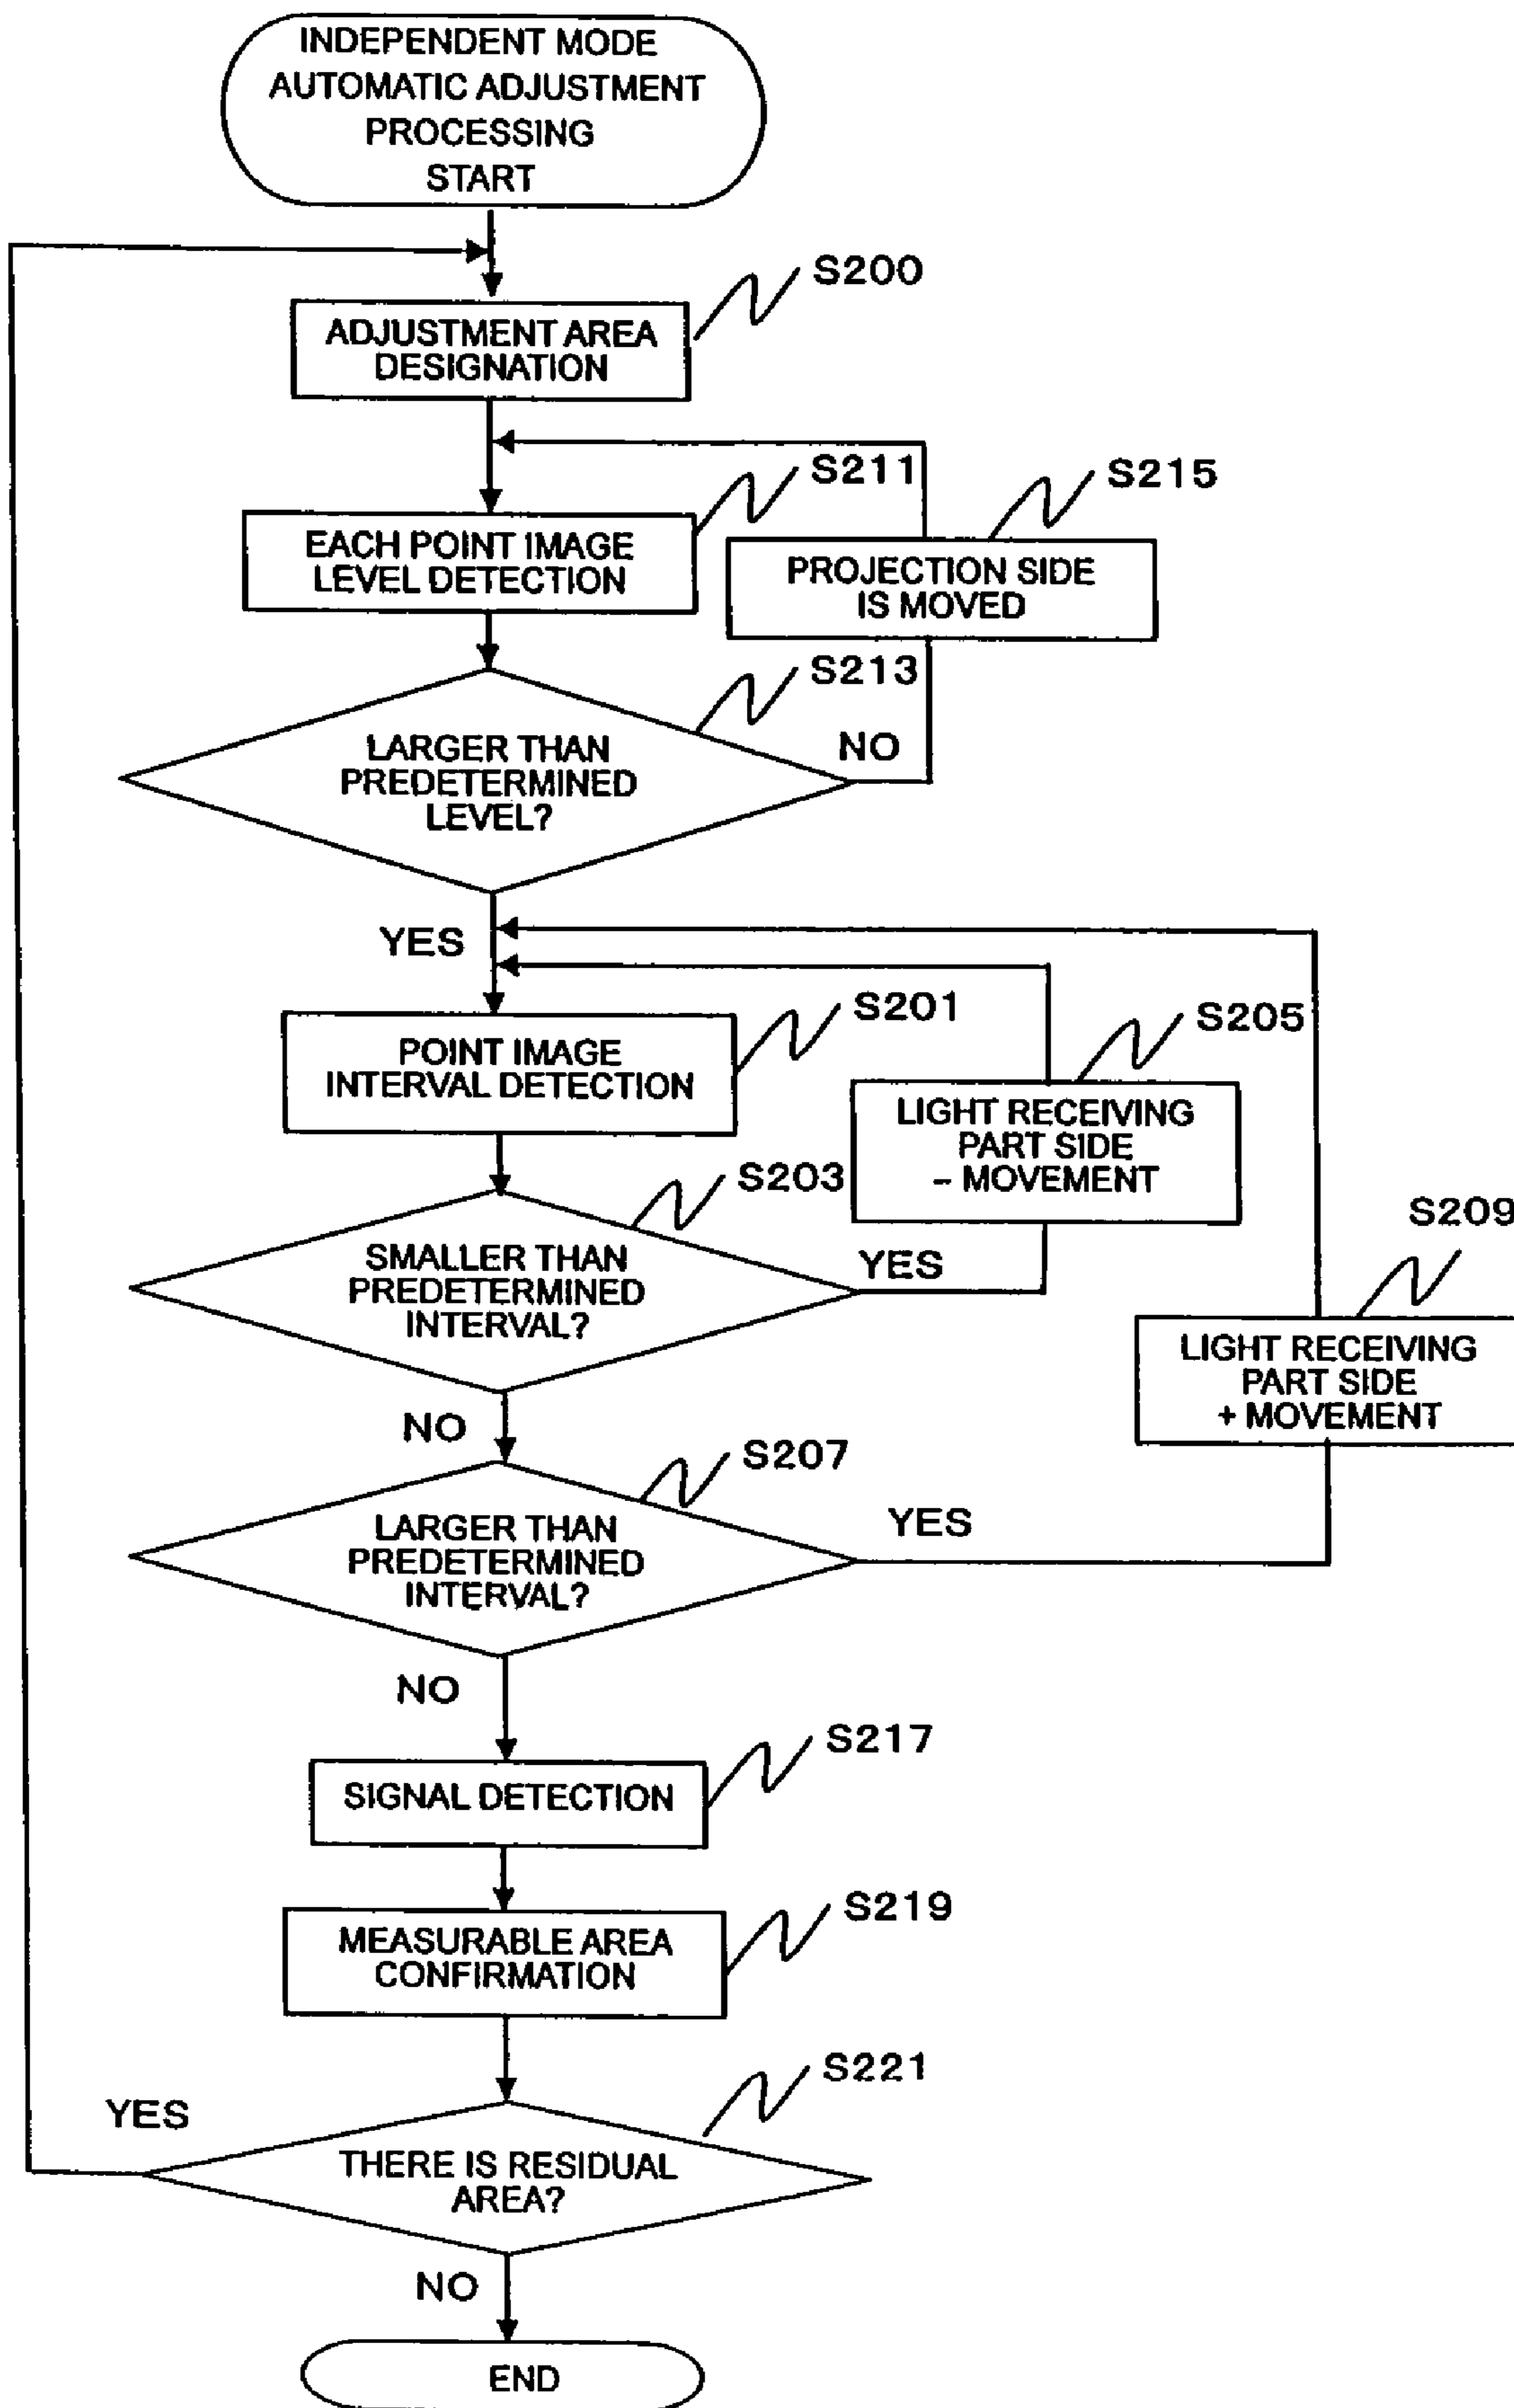 INDEPENDENT MODE
AUTOMATIC ADJUSTMENT
PROCESSING
START
S200
ADJUSTMENT AREA
DESIGNATION
S211
EACH POINT IMAGE
LEVEL DETECTION
S215
PROJECTION SIDE
IS MOVED
S213
LARGER THAN
PREDETERMINED
LEVEL?
NO
YES
S201
POINT IMAGE
INTERVAL DETECTION
S205
LIGHT RECEIVING
PART SIDE
– MOVEMENT
S203
SMALLER THAN
PREDETERMINED
INTERVAL?
YES
S209
LIGHT RECEIVING
PART SIDE
+ MOVEMENT
NO
S207
LARGER THAN
PREDETERMINED
INTERVAL?
YES
NO
S217
SIGNAL DETECTION
S219
MEASURABLE AREA
CONFIRMATION
S221
YES
THERE IS RESIDUAL
AREA?
NO
END